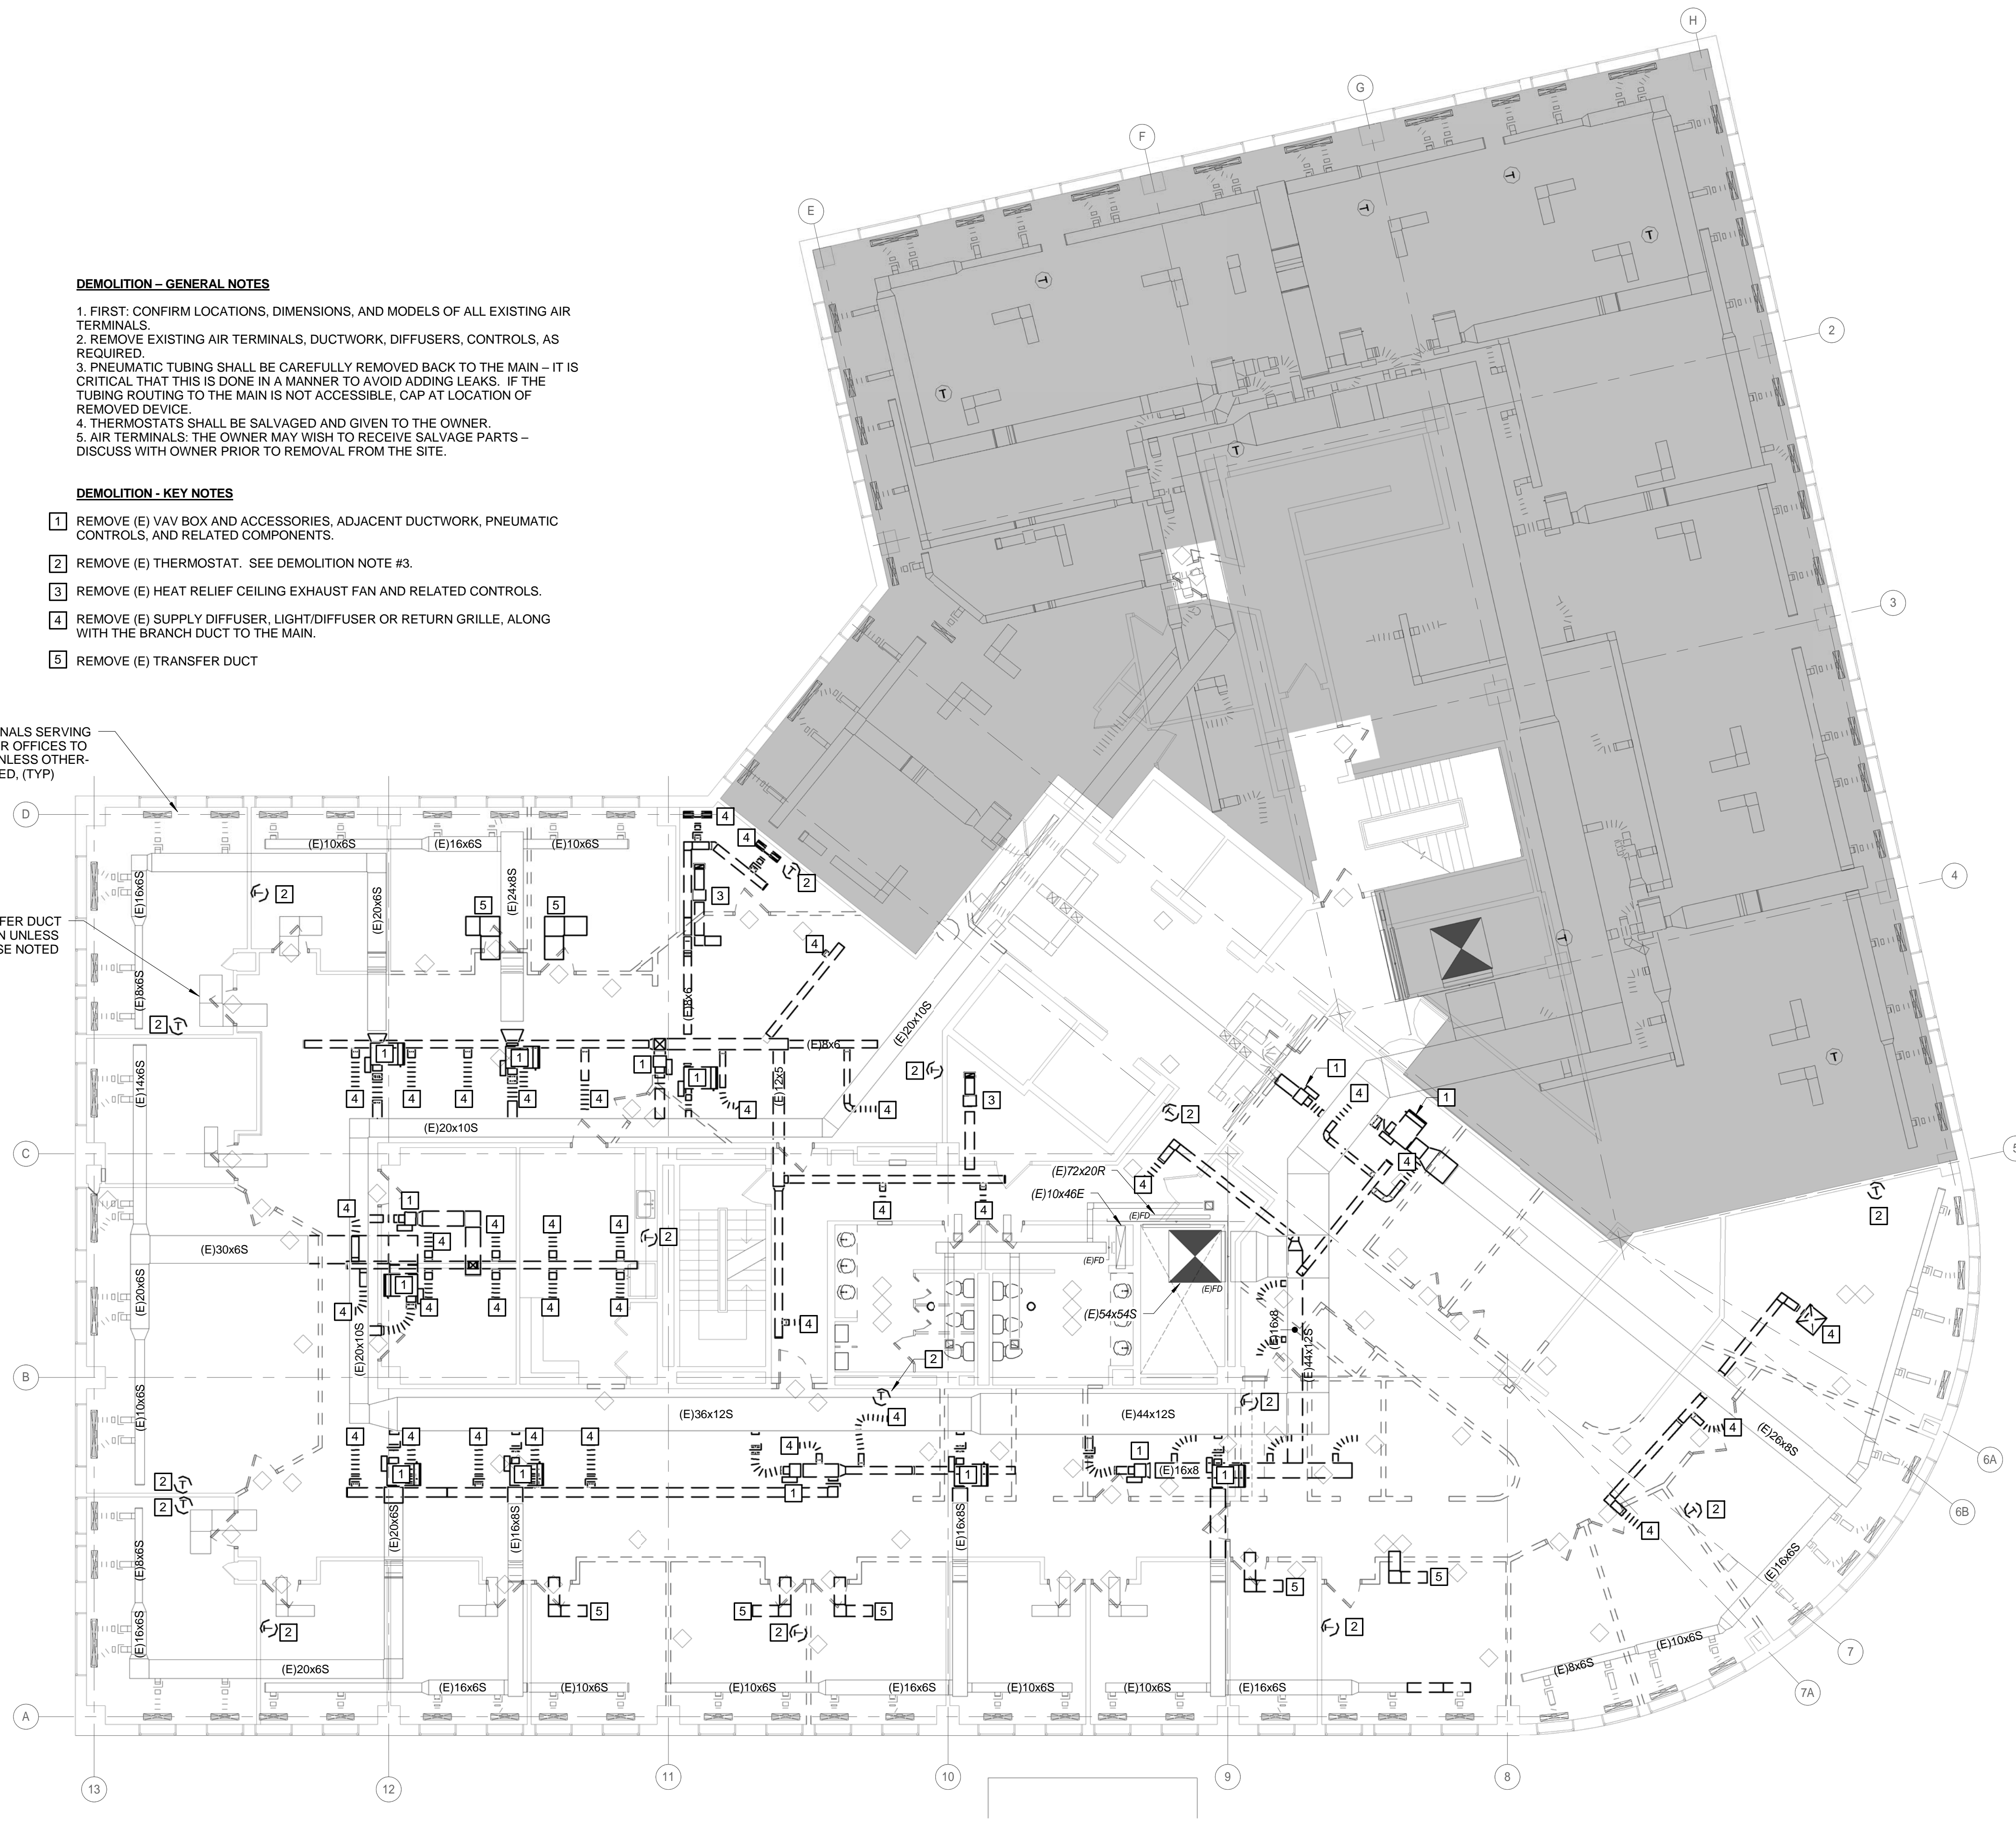 H
G
F
E
2
3
4
5
DEMOLITION – GENERAL NOTES
1. FIRST: CONFIRM LOCATIONS, DIMENSIONS, AND MODELS OF ALL EXISTING AIR
TERMINALS.
2. REMOVE EXISTING AIR TERMINALS, DUCTWORK, DIFFUSERS, CONTROLS, AS
REQUIRED.
3. PNEUMATIC TUBING SHALL BE CAREFULLY REMOVED BACK TO THE MAIN – IT IS
CRITICAL THAT THIS IS DONE IN A MANNER TO AVOID ADDING LEAKS. IF THE
TUBING ROUTING TO THE MAIN IS NOT ACCESSIBLE, CAP AT LOCATION OF
REMOVED DEVICE.
4. THERMOSTATS SHALL BE SALVAGED AND GIVEN TO THE OWNER.
5. AIR TERMINALS: THE OWNER MAY WISH TO RECEIVE SALVAGE PARTS –
DISCUSS WITH OWNER PRIOR TO REMOVAL FROM THE SITE.
DEMOLITION - KEY NOTES
1 REMOVE (E) VAV BOX AND ACCESSORIES, ADJACENT DUCTWORK, PNEUMATIC
CONTROLS, AND RELATED COMPONENTS.
2 REMOVE (E) THERMOSTAT. SEE DEMOLITION NOTE #3.
3 REMOVE (E) HEAT RELIEF CEILING EXHAUST FAN AND RELATED CONTROLS.
4 REMOVE (E) SUPPLY DIFFUSER, LIGHT/DIFFUSER OR RETURN GRILLE, ALONG
WITH THE BRANCH DUCT TO THE MAIN.
5 REMOVE (E) TRANSFER DUCT
NALS SERVING
R OFFICES TO
NLESS OTHER-
ED, (TYP)
FER DUCT
N UNLESS
SE NOTED
D
C
B
A
(E)10x6S
(E)16x6S
(E)10x6S
(E)16x6S
(E)20x6S
(E)24x8S
(E)8x6S
(E)8x6
(E)8x6
(E)20x10S
(E)14x6S
(E)12x5
(E)20x10S
(E)72x20R
(E)10x46E
(E)FD
(E)FD
(E)FD
(E)54x54S
(E)30x6S
(E)20x6S
(E)20x10S
(E)16x8
(E)44x12S
(E)10x6S
(E)36x12S
(E)44x12S
(E)26x8S
(E)16x8
(E)20x6S
(E)16x8S
(E)16x8S
(E)8x6S
(E)16x6S
(E)16x6S
(E)20x6S
(E)8x6S
(E)10x6S
(E)16x6S
(E)10x6S
(E)10x6S
(E)16x6S
(E)10x6S
(E)10x6S
(E)16x6S
6A
6B
7
7A
13
12
11
10
9
8